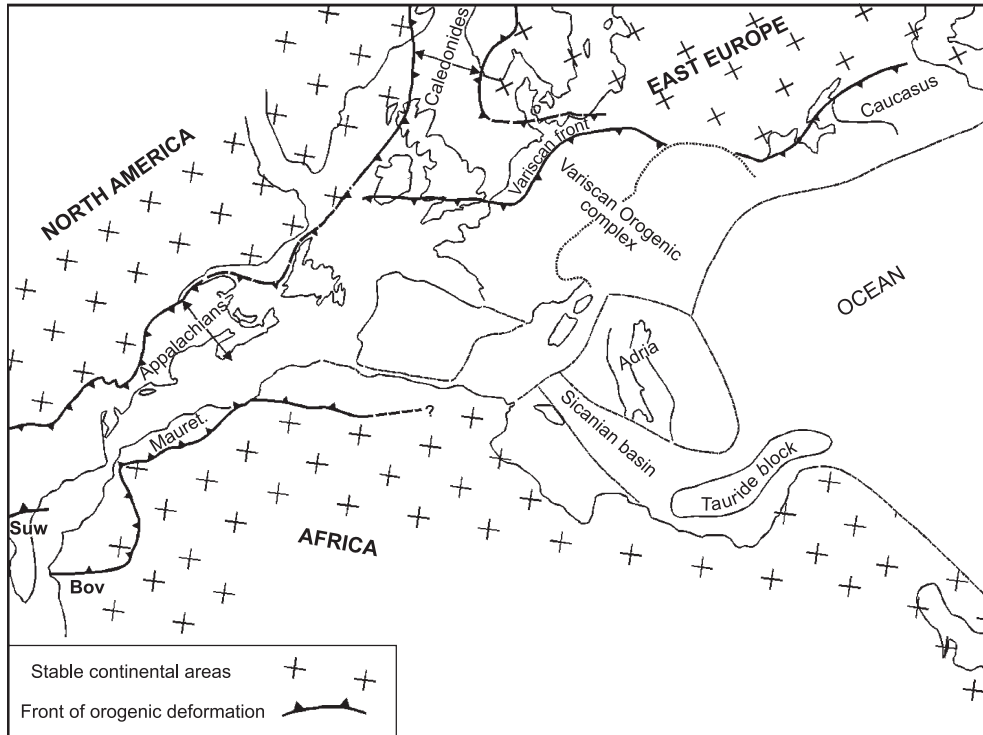 Caledonides
EAST EUROPE
Caucasus
NORTH AMERICA
Variscan front
Variscan Orogenic
complex
OCEAN
Appalachians
Adria
Mauret.
?
Sicanian basin
Tauride block
Suw
AFRICA
Bov
Stable continental areas
Front of orogenic deformation